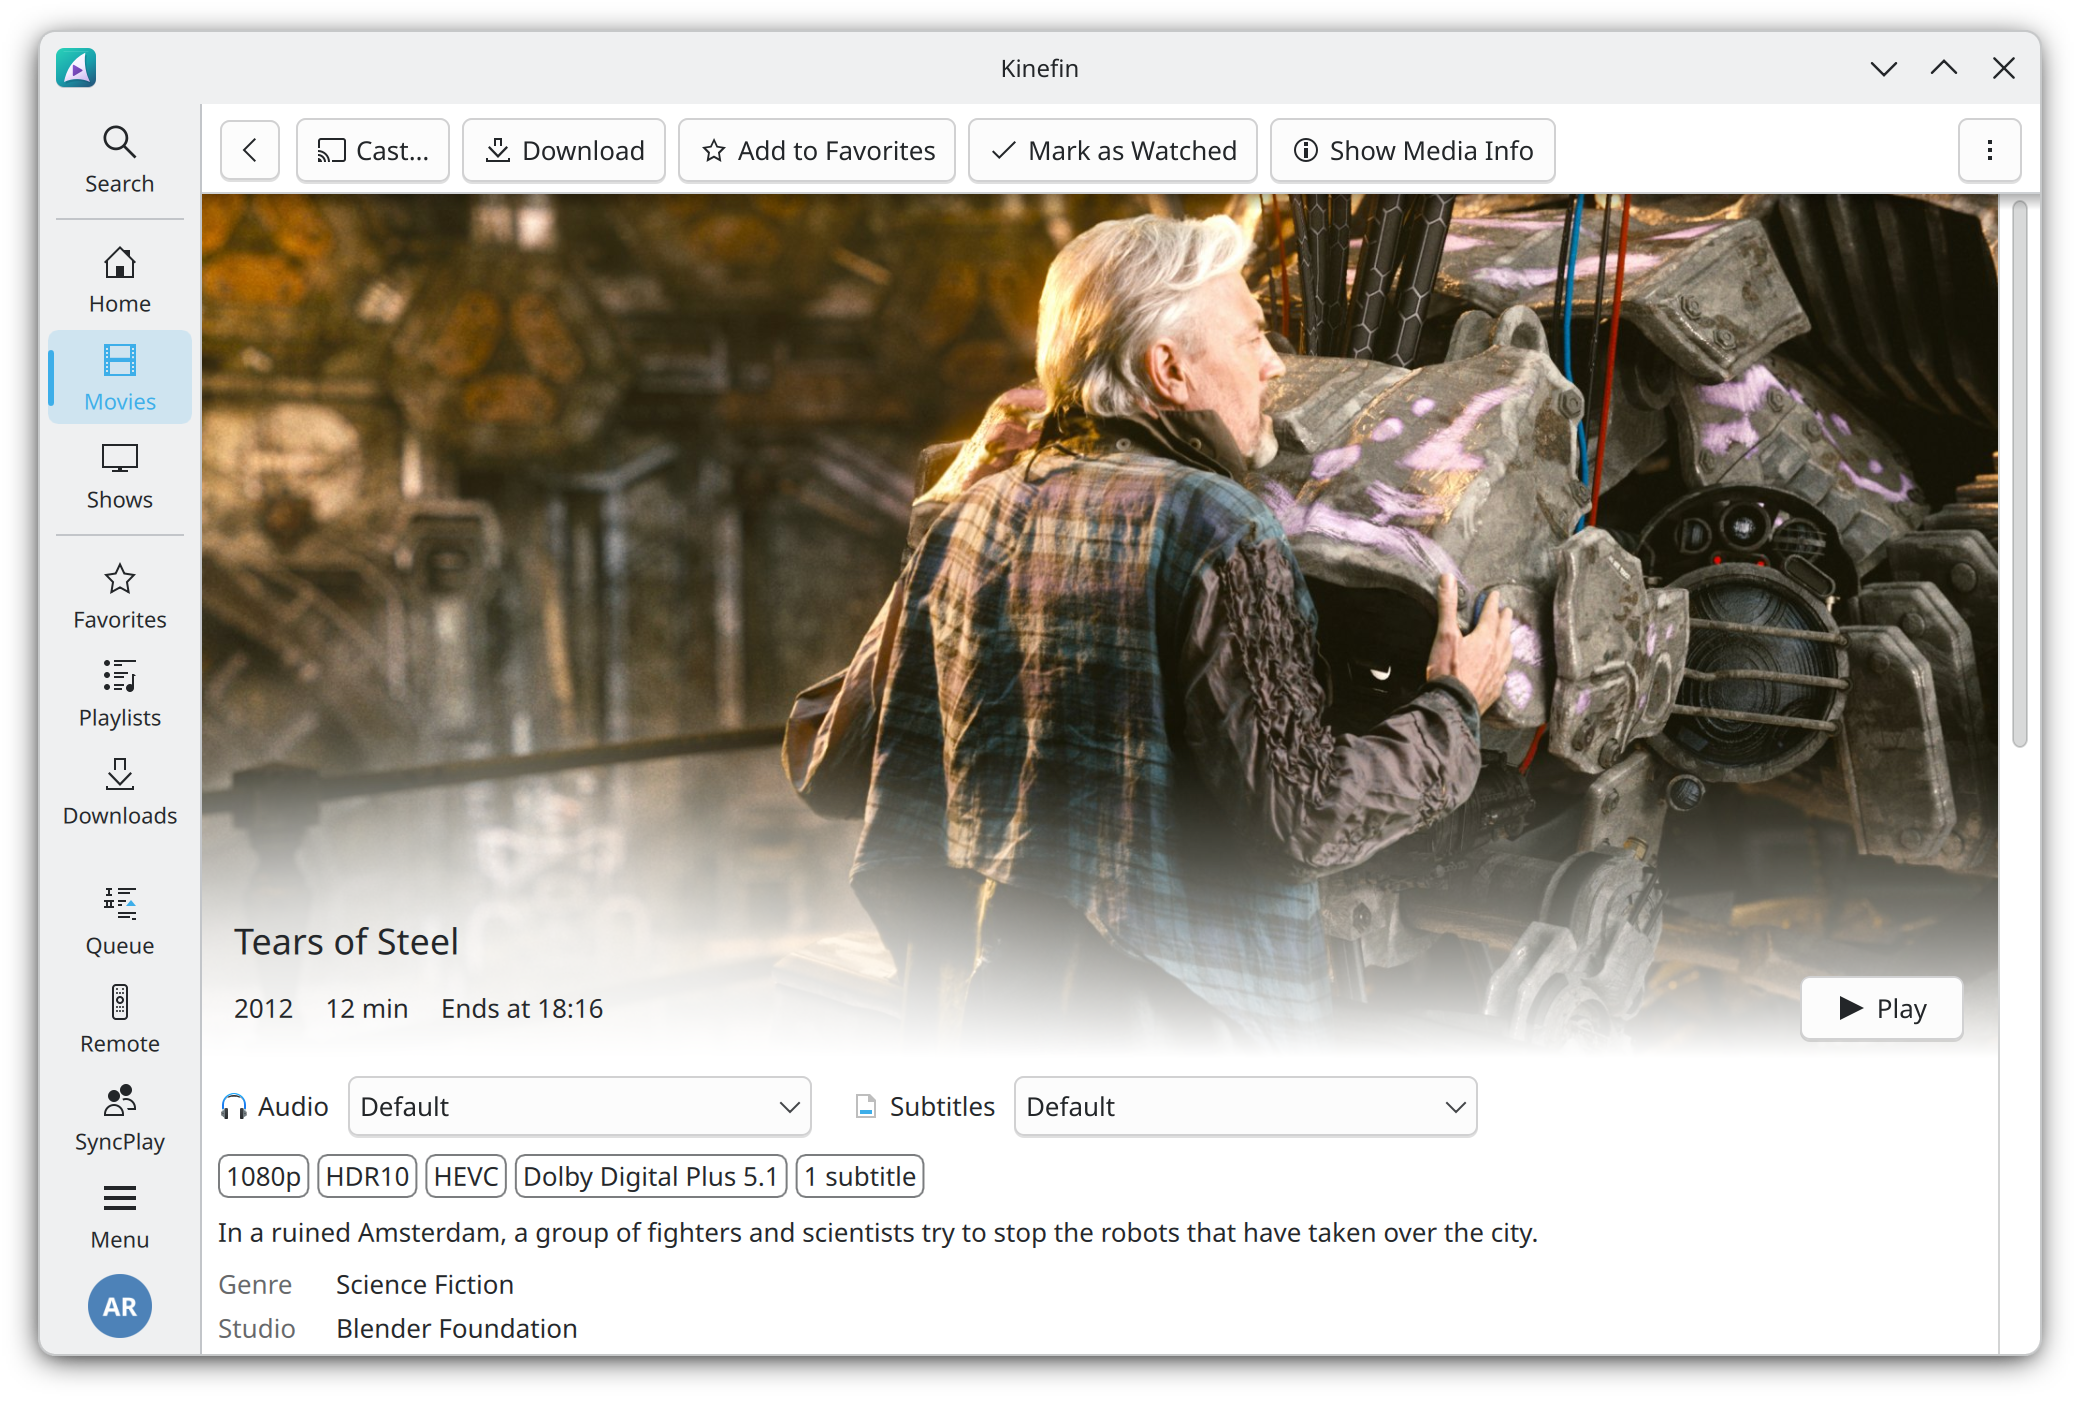 Kinefin
Search
Home
Movies
Shows
Favorites
Playlists
Downloads
Queue
Remote
SyncPlay
Menu
AR
Cast... Download Add to Favorites Mark as Watched Show Media Info
Tears of Steel
2012 12 min Ends at 18:16
Play
Audio Default Subtitles Default
1080p HDR10 HEVC Dolby Digital Plus 5.1 1 subtitle
In a ruined Amsterdam, a group of fighters and scientists try to stop the robots that have taken over the city.
Genre Science Fiction
Studio Blender Foundation